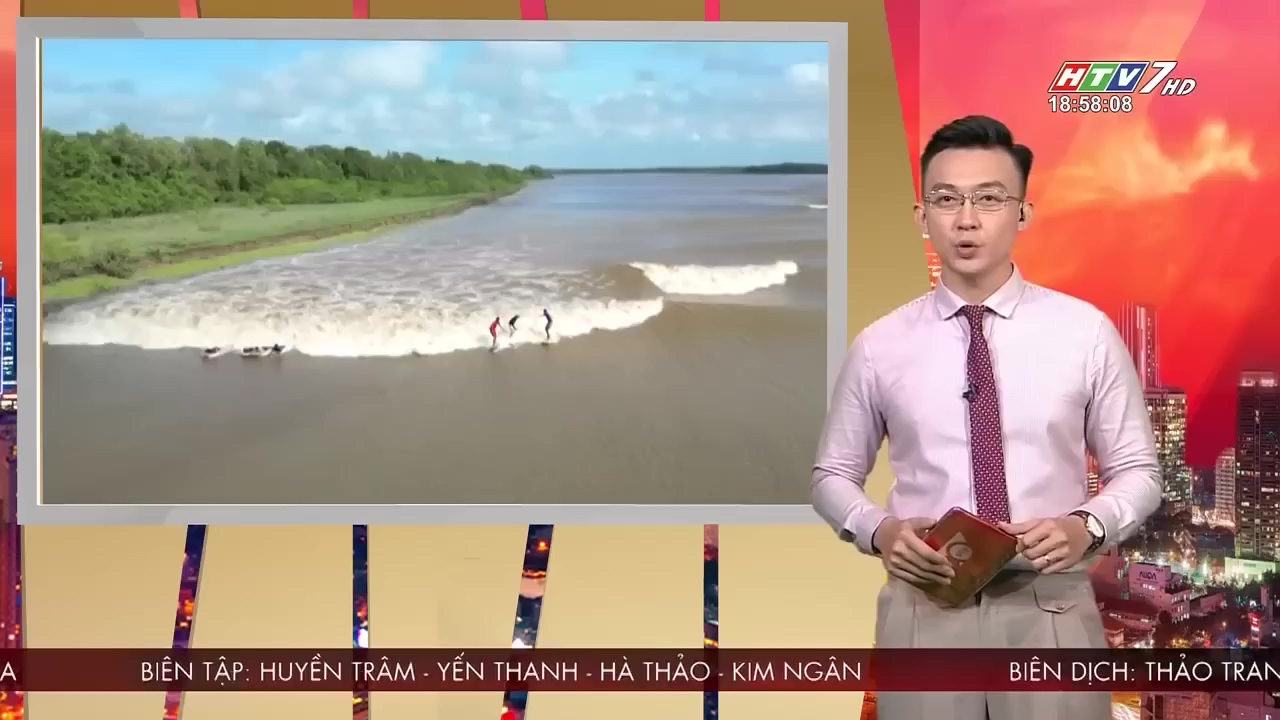 HTV7 HD
18:58:08
A BIÊN TẬP: HUYỀN TRÂM - YẾN THANH - HÀ THẢO - KIM NGÂN BIÊN DỊCH: THẢO TRAN